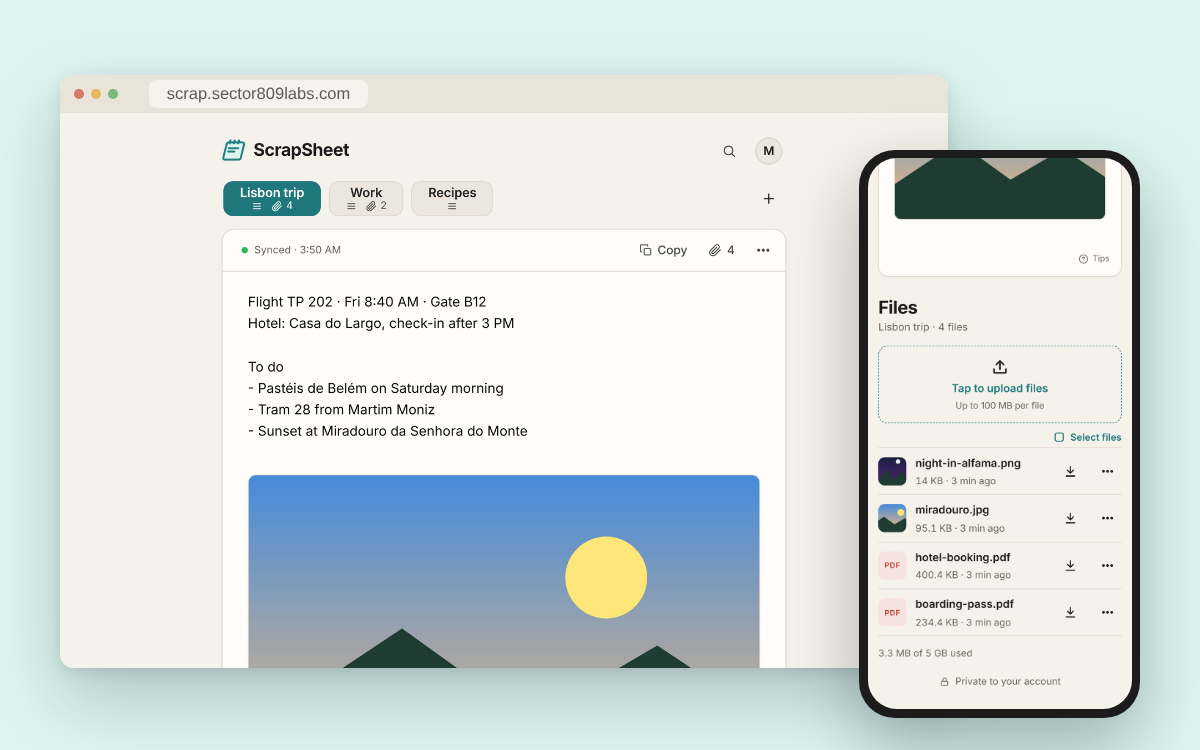 scrap.sector809labs.com
ScrapSheet
M
Lisbon trip
4
Work
2
Recipes
Synced · 3:50 AM
Copy
4
Flight TP 202 · Fri 8:40 AM · Gate B12
Hotel: Casa do Largo, check-in after 3 PM
To do
- Pastéis de Belém on Saturday morning
- Tram 28 from Martim Moniz
- Sunset at Miradouro da Senhora do Monte
Tips
Files
Lisbon trip · 4 files
Tap to upload files
Up to 100 MB per file
Select files
night-in-alfama.png
14 KB · 3 min ago
miradouro.jpg
95.1 KB · 3 min ago
PDF
hotel-booking.pdf
400.4 KB · 3 min ago
PDF
boarding-pass.pdf
234.4 KB · 3 min ago
3.3 MB of 5 GB used
Private to your account